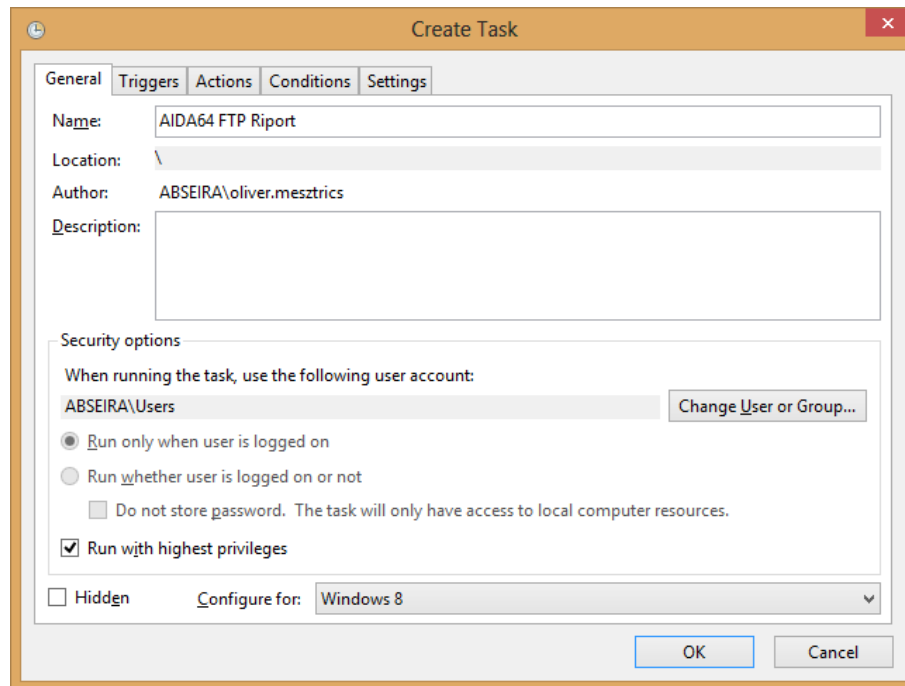 Create Task
General Triggers Actions Conditions Settings
Name: AIDA64 FTP Riport
Location: \
Author: ABSEIRA\oliver.mesztrics
Description:
Security options
When running the task, use the following user account:
ABSEIRA\Users Change User or Group...
Run only when user is logged on
Run whether user is logged on or not
Do not store password. The task will only have access to local computer resources.
Run with highest privileges
Hidden Configure for: Windows 8
OK Cancel